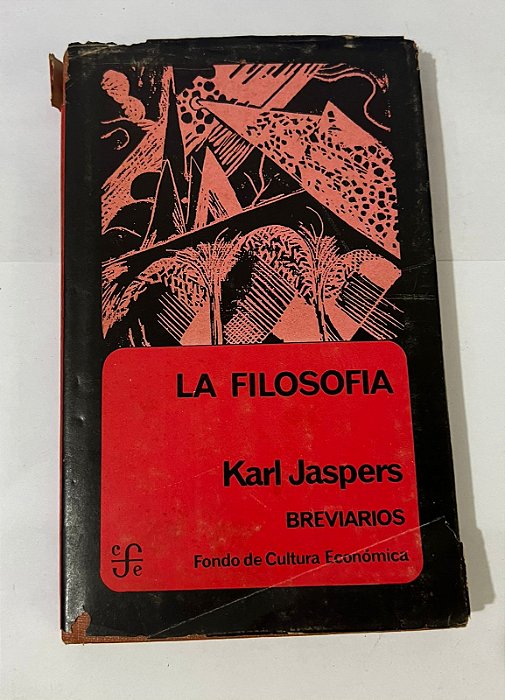 LA FILOSOFIA
Karl Jaspers
BREVIARIOS
Fondo de Cultura Económica
cfe